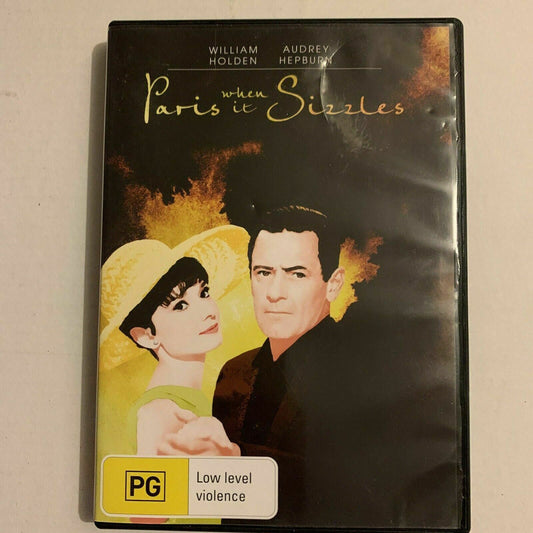 WILLIAM HOLDEN
AUDREY HEPBURN
Paris when it Sizzles
PG
Low level
violence